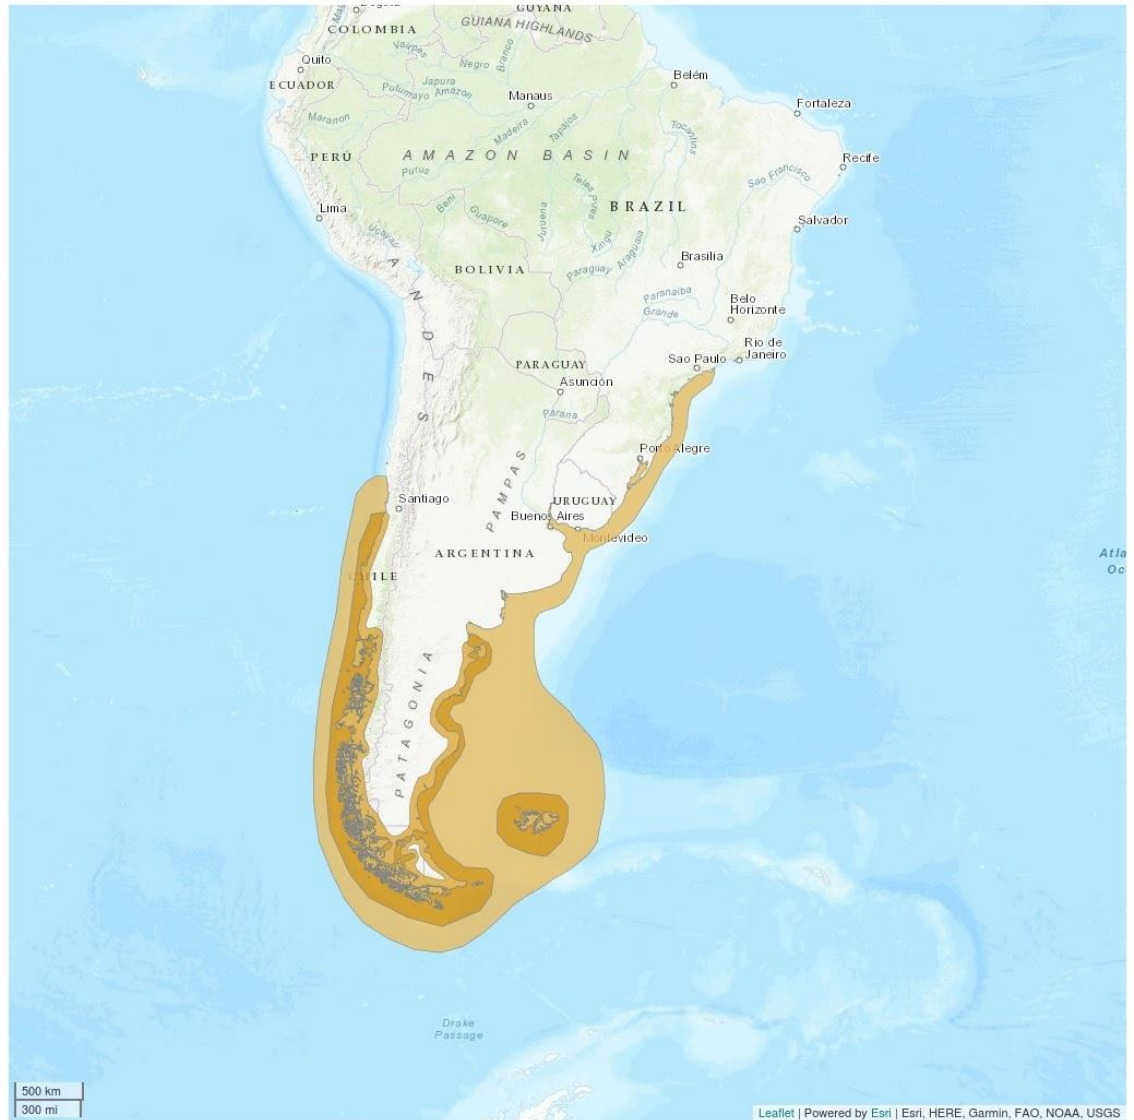 GUYANA
GUIANA HIGHLANDS
COLOMBIA
Vaupes
Negro
Branco
Quito
ECUADOR
Japura
Putumayo
Amazon
Manaus
Belém
Fortaleza
Maranon
Madeira
Tapajos
Tocantins
PERU
AMAZON BASIN
Purus
Recife
Sao Francisco
Teles Pires
Lima
Beni
Guapore
Juruena
Xingu
Araguaia
BRAZIL
Salvador
Ucayali
ANDES
BOLIVIA
Paraguay
Brasilia
Paranaiba
Grande
Belo
Horizonte
Rio de
Janeiro
Sao Paulo
PARAGUAY
Asunción
Parana
Porto Alegre
PAMPAS
Santiago
URUGUAY
Buenos Aires
Montevideo
ARGENTINA
CHILE
Atla
Oc
PATAGONIA
Drake
Passage
500 km
300 mi
Leaflet | Powered by Esri | Esri, HERE, Garmin, FAO, NOAA, USGS